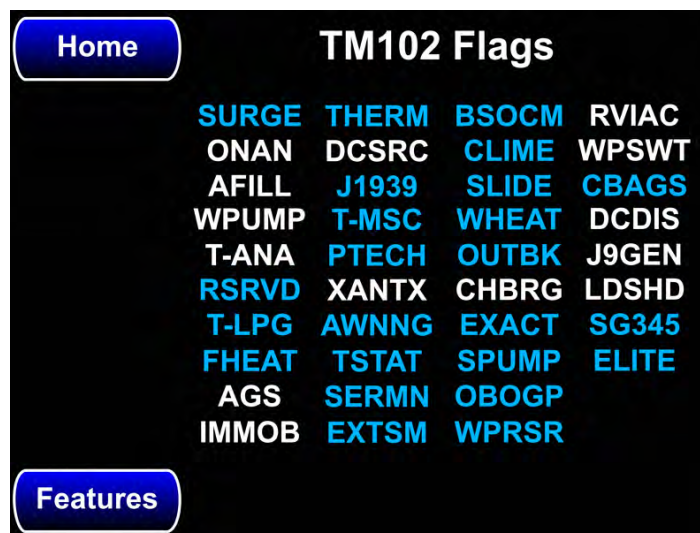 Home
TM102 Flags
SURGE THERM BSOCM RVIAC
ONAN DCSRC CLIME WPSWT
AFILL J1939 SLIDE CBAGS
WPUMP T-MSC WHEAT DCDIS
T-ANA PTECH OUTBK J9GEN
RSRVD XANTX CHBRG LDSHD
T-LPG AWNNG EXACT SG345
FHEAT TSTAT SPUMP ELITE
AGS SERMN OBOGP
IMMOB EXTSM WPRSR
Features